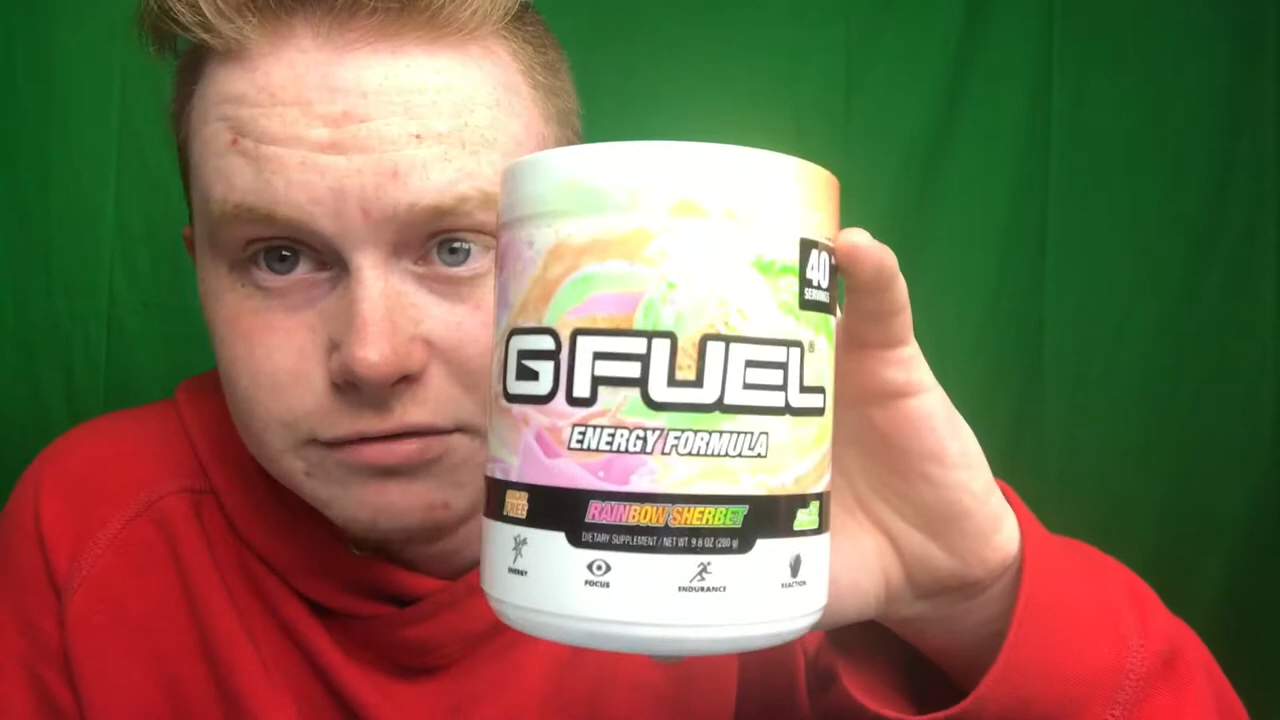 40
SERVINGS
G FUEL®
ENERGY FORMULA
SUGAR
FREE
RAINBOW SHERBET
DIETARY SUPPLEMENT / NET WT. 9.8 OZ (280 g)
ENERGY
FOCUS
ENDURANCE
REACTION